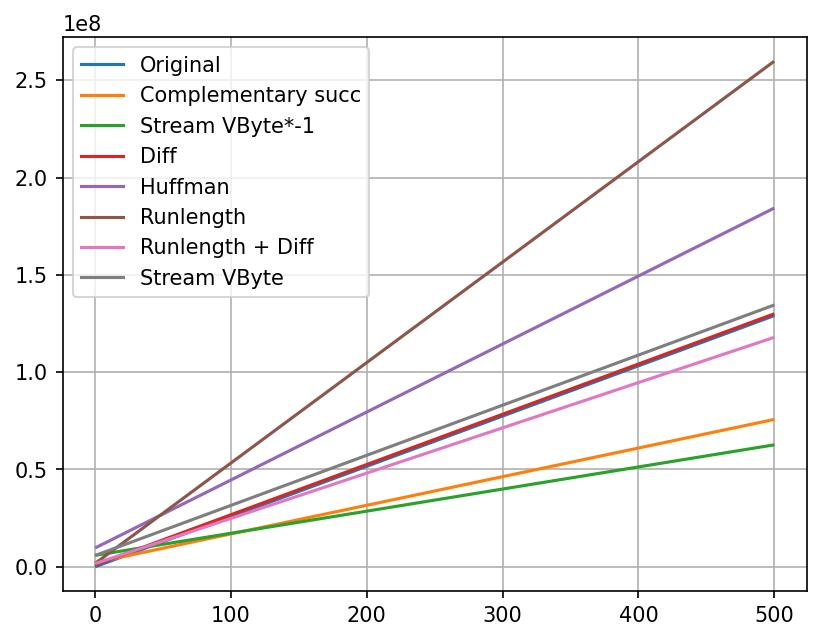 1e8
Original
Complementary succ
Stream VByte*-1
Diff
Huffman
Runlength
Runlength + Diff
Stream VByte
2.5
2.0
1.5
1.0
0.5
0.0
0 100 200 300 400 500